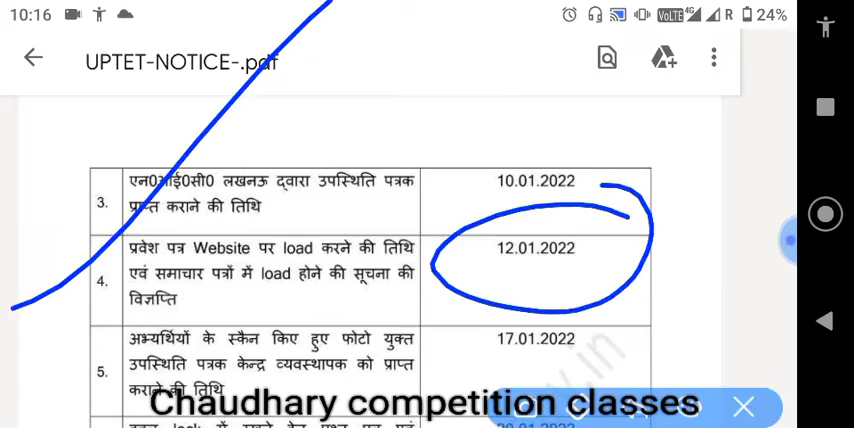 10:16
VoLTE 4G R 24%
UPTET-NOTICE-.pdf
3. एन0आई0सी0 लखनऊ द्वारा उपस्थिति पत्रक 10.01.2022
प्राप्त कराने की तिथि
4. प्रवेश पत्र Website पर load करने की तिथि 12.01.2022
एवं समाचार पत्रों में load होने की सूचना की
विज्ञप्ति
5. अभ्यर्थियों के स्कैन किए हुए फोटो युक्त 17.01.2022
उपस्थिति पत्रक केन्द्र व्यवस्थापक को प्राप्त
कराने की तिथि
Chaudhary competition classes